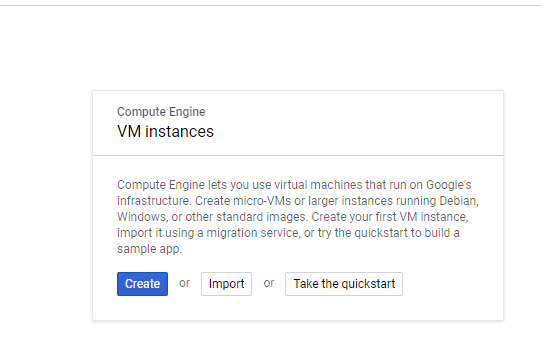 Compute Engine
VM instances
Compute Engine lets you use virtual machines that run on Google's
infrastructure. Create micro-VMs or larger instances running Debian,
Windows, or other standard images. Create your first VM instance,
import it using a migration service, or try the quickstart to build a
sample app.
Create or Import or Take the quickstart